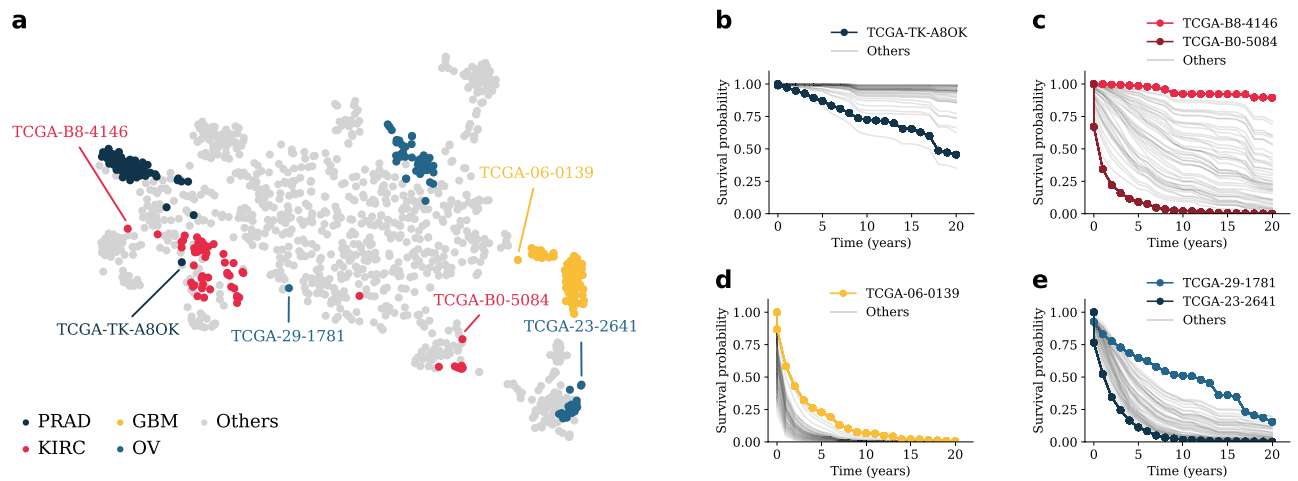 a
TCGA-B8-4146
TCGA-06-0139
TCGA-B0-5084
TCGA-TK-A8OK
TCGA-29-1781
TCGA-23-2641
PRAD
GBM
Others
KIRC
OV
b
TCGA-TK-A8OK
Others
Survival probability
1.00
0.75
0.50
0.25
0.00
0 5 10 15 20
Time (years)
c
TCGA-B8-4146
TCGA-B0-5084
Others
Survival probability
1.00
0.75
0.50
0.25
0.00
0 5 10 15 20
Time (years)
d
TCGA-06-0139
Others
Survival probability
1.00
0.75
0.50
0.25
0.00
0 5 10 15 20
Time (years)
e
TCGA-29-1781
TCGA-23-2641
Others
Survival probability
1.00
0.75
0.50
0.25
0.00
0 5 10 15 20
Time (years)